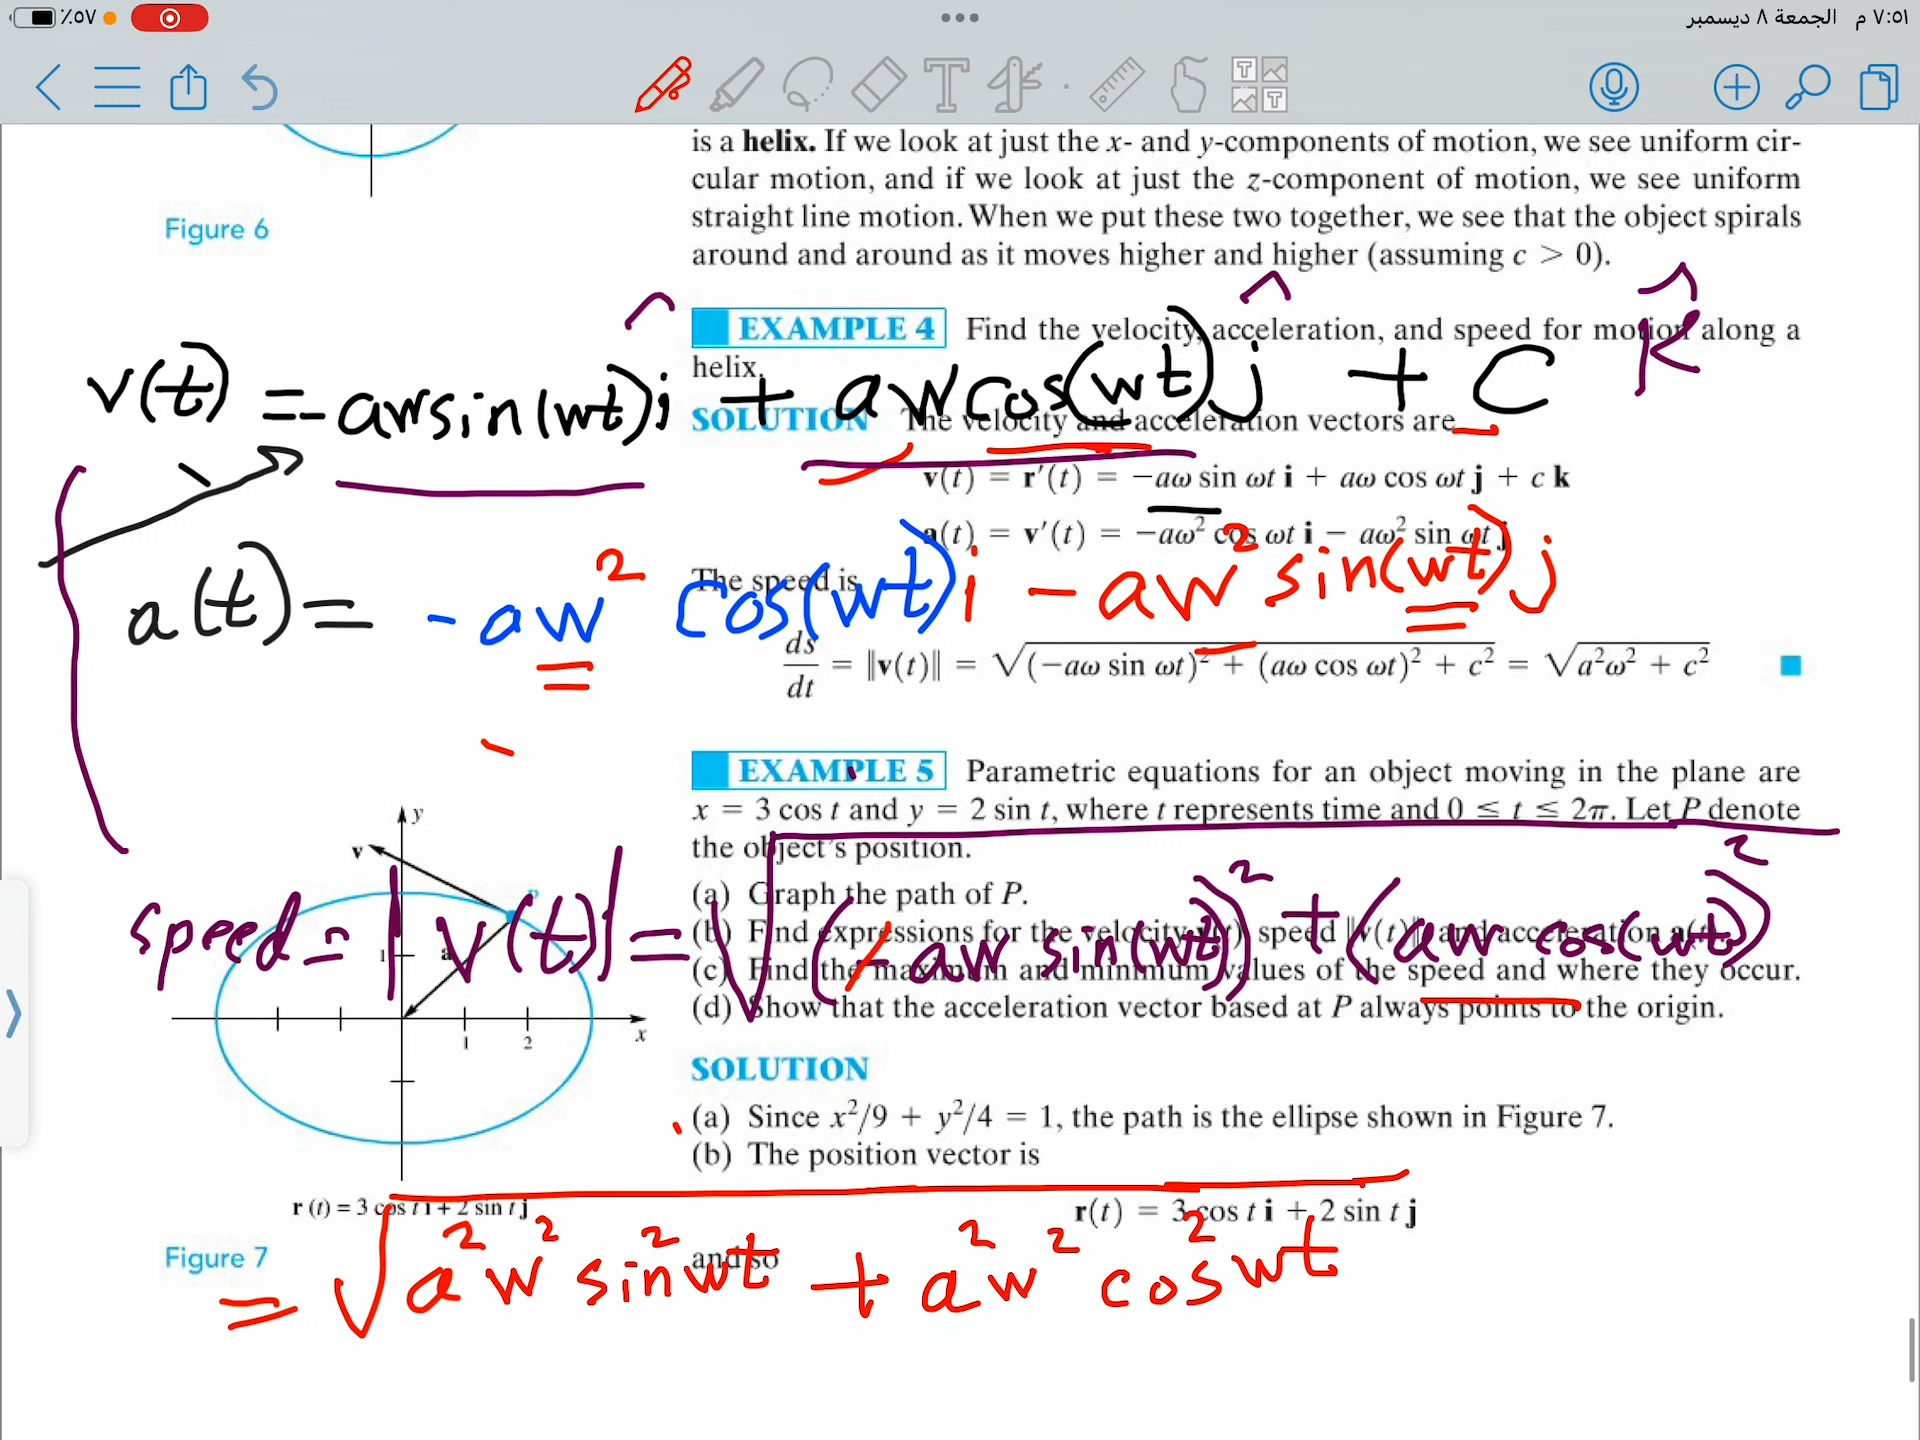 ٪٥٧
٧:٥١ م الجمعة ٨ ديسمبر
is a helix. If we look at just the x- and y-components of motion, we see uniform cir-
cular motion, and if we look at just the z-component of motion, we see uniform
straight line motion. When we put these two together, we see that the object spirals
around and around as it moves higher and higher (assuming c > 0).
Figure 6
EXAMPLE 4 Find the velocity, acceleration, and speed for motion along a
helix.
v(t) = -aw sin(wt)i + aw cos(wt)j + C K
SOLUTION The velocity and acceleration vectors are
v(t) = r′(t) = −aω sin ωt i + aω cos ωt j + c k
a(t) = v′(t) = −aω² cos ωt i − aω² sin ωt j
a(t) = -aw² cos(wt)i - aw² sin(wt)j
The speed is
ds/dt = ‖v(t)‖ = √(−aω sin ωt)² + (aω cos ωt)² + c² = √a²ω² + c²
EXAMPLE 5 Parametric equations for an object moving in the plane are
x = 3 cos t and y = 2 sin t, where t represents time and 0 ≤ t ≤ 2π. Let P denote
the object's position.
(a) Graph the path of P.
(b) Find expressions for the velocity v(t), speed ‖v(t)‖, and acceleration a(t).
(c) Find the maximum and minimum values of the speed and where they occur.
(d) Show that the acceleration vector based at P always points to the origin.
speed = |v(t)| = √(-aw sin(wt))² + (aw cos(wt))²
y
v
P
1
a
1
2
x
SOLUTION
(a) Since x²/9 + y²/4 = 1, the path is the ellipse shown in Figure 7.
(b) The position vector is
r (t) = 3 cos t i + 2 sin t j
r(t) = 3 cos t i + 2 sin t j
Figure 7
and so
= √a²w² sin²wt + a²w² cos²wt